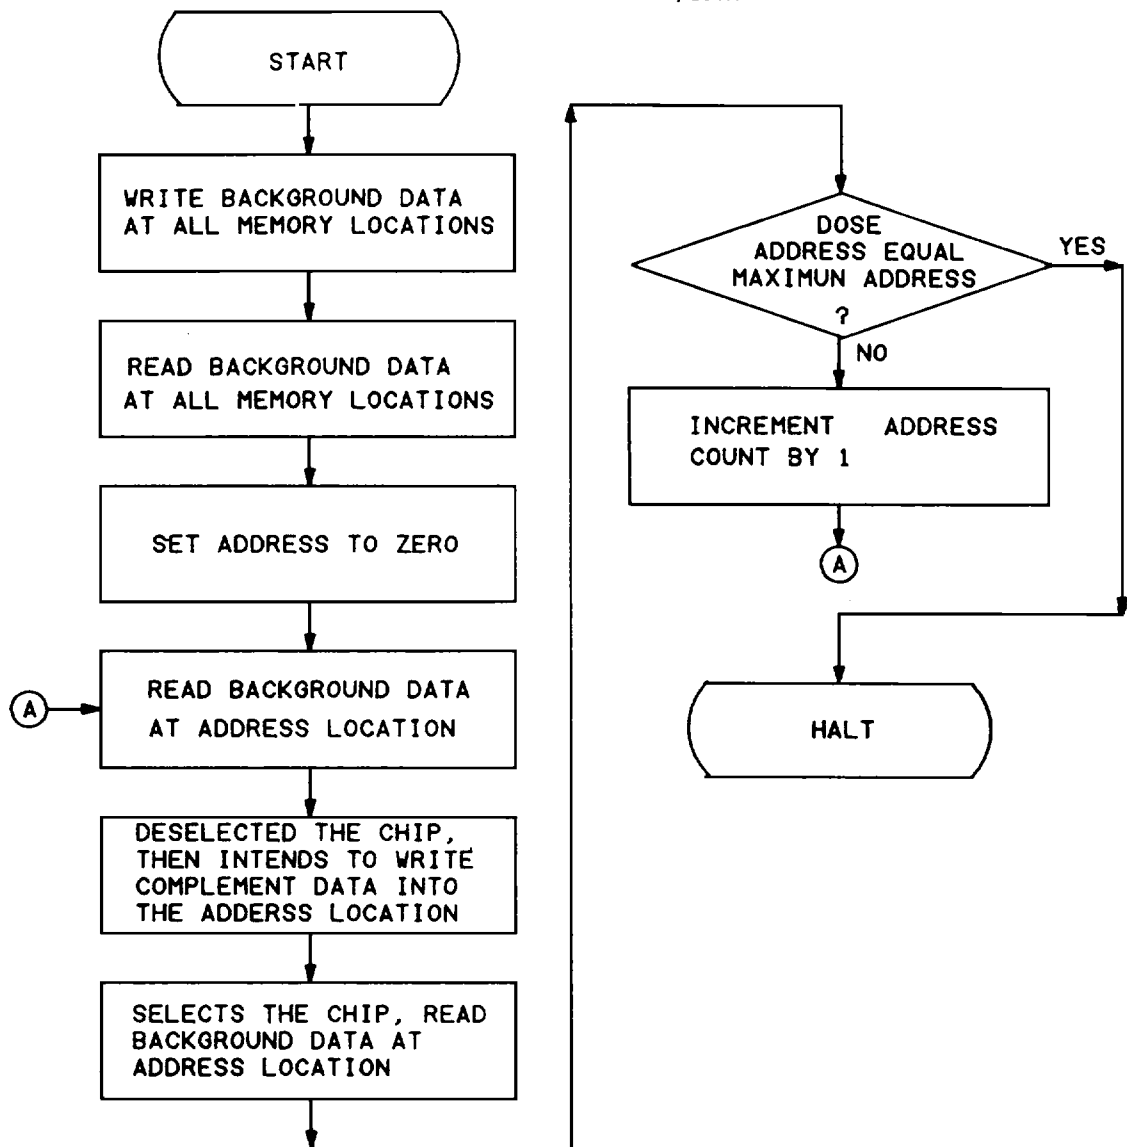 START
WRITE BACKGROUND DATA
AT ALL MEMORY LOCATIONS
READ BACKGROUND DATA
AT ALL MEMORY LOCATIONS
SET ADDRESS TO ZERO
A
READ BACKGROUND DATA
AT ADDRESS LOCATION
DESELECTED THE CHIP,
THEN INTENDS TO WRITE
COMPLEMENT DATA INTO
THE ADDERSS LOCATION
SELECTS THE CHIP, READ
BACKGROUND DATA AT
ADDRESS LOCATION
DOSE
ADDRESS EQUAL
MAXIMUN ADDRESS
?
YES
NO
INCREMENT ADDRESS
COUNT BY 1
A
HALT